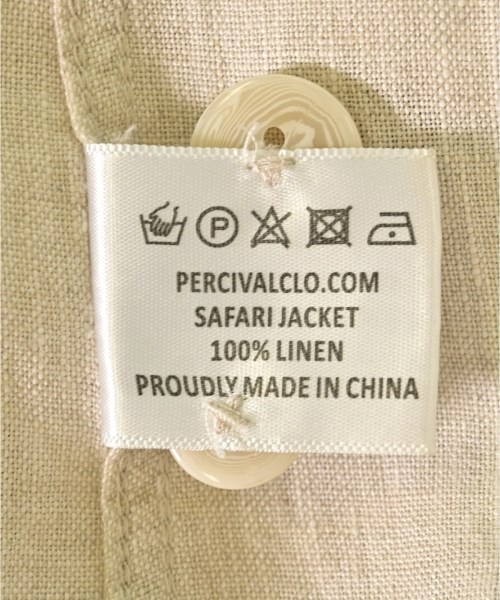 P
PERCIVALCLO.COM
SAFARI JACKET
100% LINEN
PROUDLY MADE IN CHINA